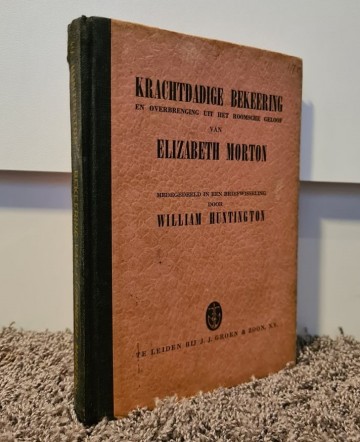 KRACHTDADIGE BEKEERING
EN OVERBRENGING UIT HET ROOMSCHE GELOOF
VAN
ELIZABETH MORTON
MEDEGEDEELD IN EEN BRIEFWISSELING
DOOR
WILLIAM HUNTINGTON
TE LEIDEN BIJ J. J. GROEN & ZOON, N.V.